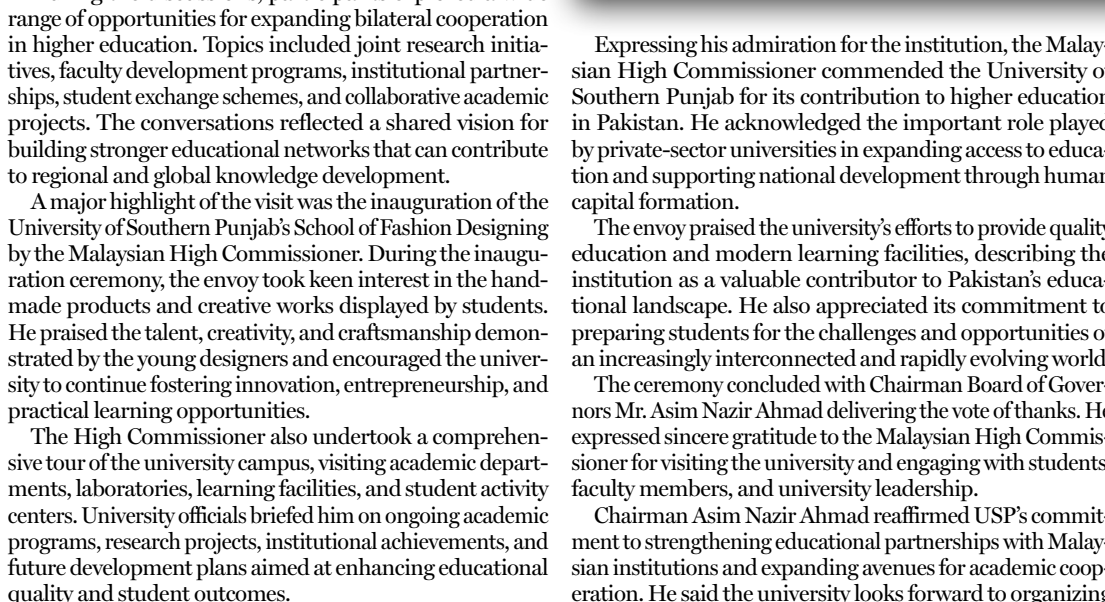 range of opportunities for expanding bilateral cooperation
in higher education. Topics included joint research initia-
tives, faculty development programs, institutional partner-
ships, student exchange schemes, and collaborative academic
projects. The conversations reflected a shared vision for
building stronger educational networks that can contribute
to regional and global knowledge development.
A major highlight of the visit was the inauguration of the
University of Southern Punjab's School of Fashion Designing
by the Malaysian High Commissioner. During the inaugu-
ration ceremony, the envoy took keen interest in the hand-
made products and creative works displayed by students.
He praised the talent, creativity, and craftsmanship demon-
strated by the young designers and encouraged the univer-
sity to continue fostering innovation, entrepreneurship, and
practical learning opportunities.
The High Commissioner also undertook a comprehen-
sive tour of the university campus, visiting academic depart-
ments, laboratories, learning facilities, and student activity
centers. University officials briefed him on ongoing academic
programs, research projects, institutional achievements, and
future development plans aimed at enhancing educational
quality and student outcomes.
Expressing his admiration for the institution, the Malay-
sian High Commissioner commended the University of
Southern Punjab for its contribution to higher education
in Pakistan. He acknowledged the important role played
by private-sector universities in expanding access to educa-
tion and supporting national development through human
capital formation.
The envoy praised the university's efforts to provide quality
education and modern learning facilities, describing the
institution as a valuable contributor to Pakistan's educa-
tional landscape. He also appreciated its commitment to
preparing students for the challenges and opportunities of
an increasingly interconnected and rapidly evolving world.
The ceremony concluded with Chairman Board of Gover-
nors Mr. Asim Nazir Ahmad delivering the vote of thanks. He
expressed sincere gratitude to the Malaysian High Commis-
sioner for visiting the university and engaging with students,
faculty members, and university leadership.
Chairman Asim Nazir Ahmad reaffirmed USP's commit-
ment to strengthening educational partnerships with Malay-
sian institutions and expanding avenues for academic coop-
eration. He said the university looks forward to organizing